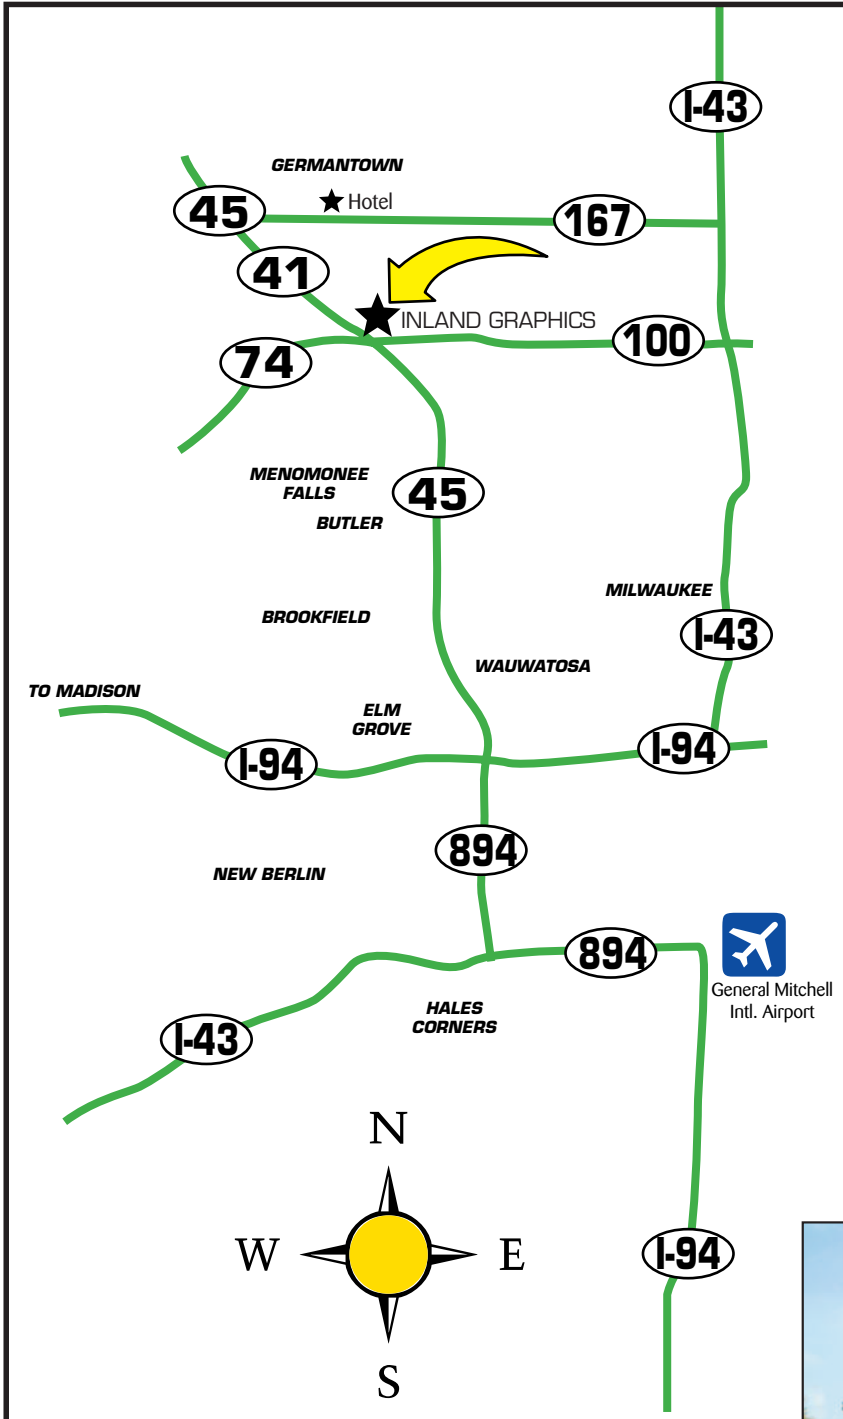 I-43
GERMANTOWN
Hotel
45
167
41
INLAND GRAPHICS
100
74
MENOMONEE
FALLS
45
BUTLER
MILWAUKEE
BROOKFIELD
I-43
WAUWATOSA
TO MADISON
ELM
GROVE
I-94
I-94
894
NEW BERLIN
894
General Mitchell
Intl. Airport
HALES
CORNERS
I-43
N
W
E
I-94
S